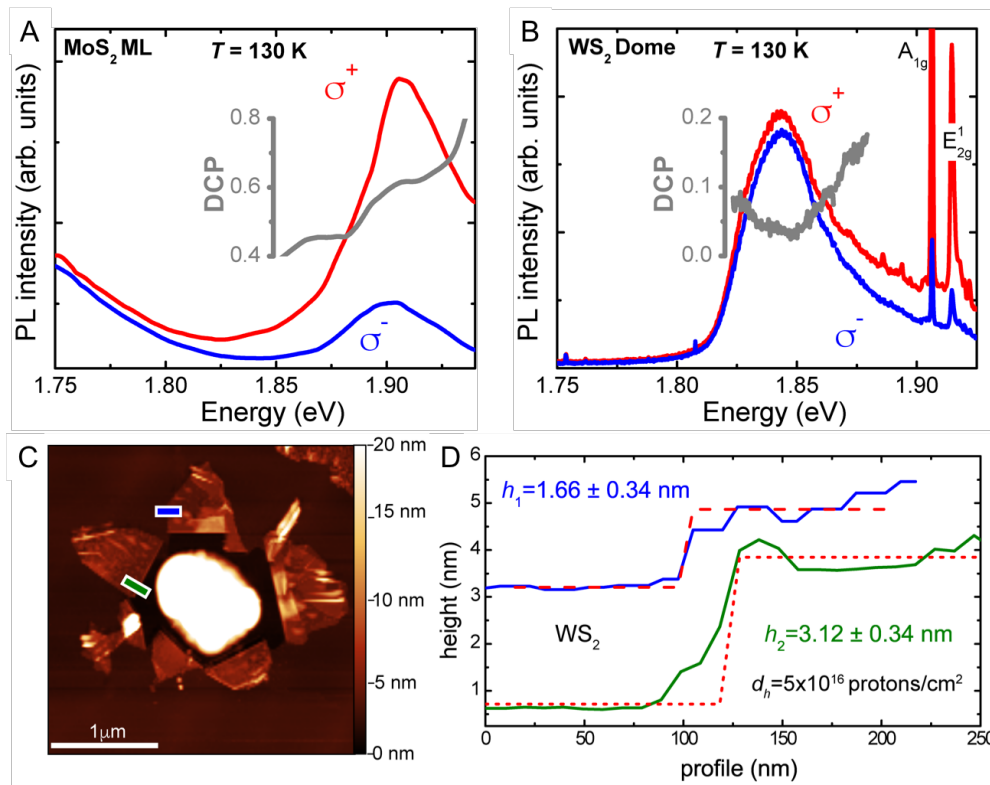 A
MoS₂ ML
T = 130 K
σ⁺
σ⁻
DCP
0.8
0.6
0.4
PL intensity (arb. units)
1.75 1.80 1.85 1.90
Energy (eV)
B
WS₂ Dome
T = 130 K
A₁g
E¹₂g
σ⁺
σ⁻
DCP
0.2
0.1
0.0
PL intensity (arb. units)
1.75 1.80 1.85 1.90
Energy (eV)
C
20 nm
15 nm
10 nm
5 nm
0 nm
1μm
D
h₁=1.66 ± 0.34 nm
WS₂
h₂=3.12 ± 0.34 nm
dₕ=5x10¹⁶ protons/cm²
height (nm)
6
5
4
3
2
1
0 50 100 150 200 250
profile (nm)